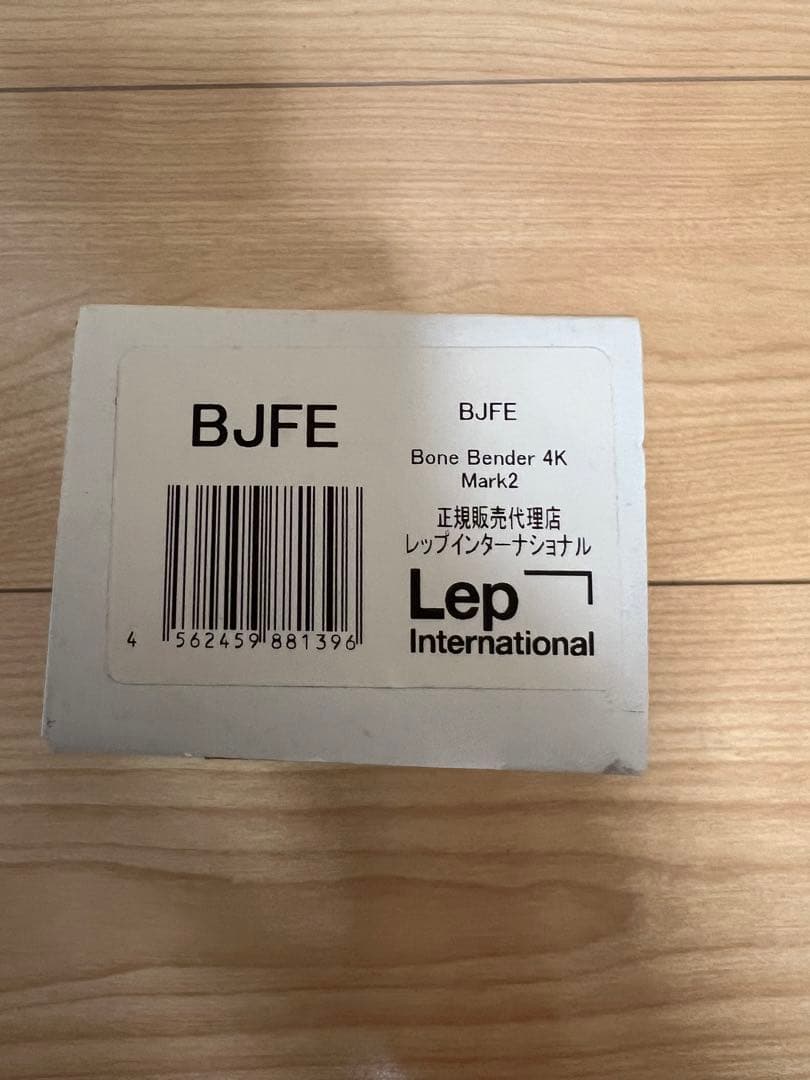 BJFE
4 562459 881396
BJFE
Bone Bender 4K
Mark2
正規販売代理店
レップインターナショナル
Lep
International